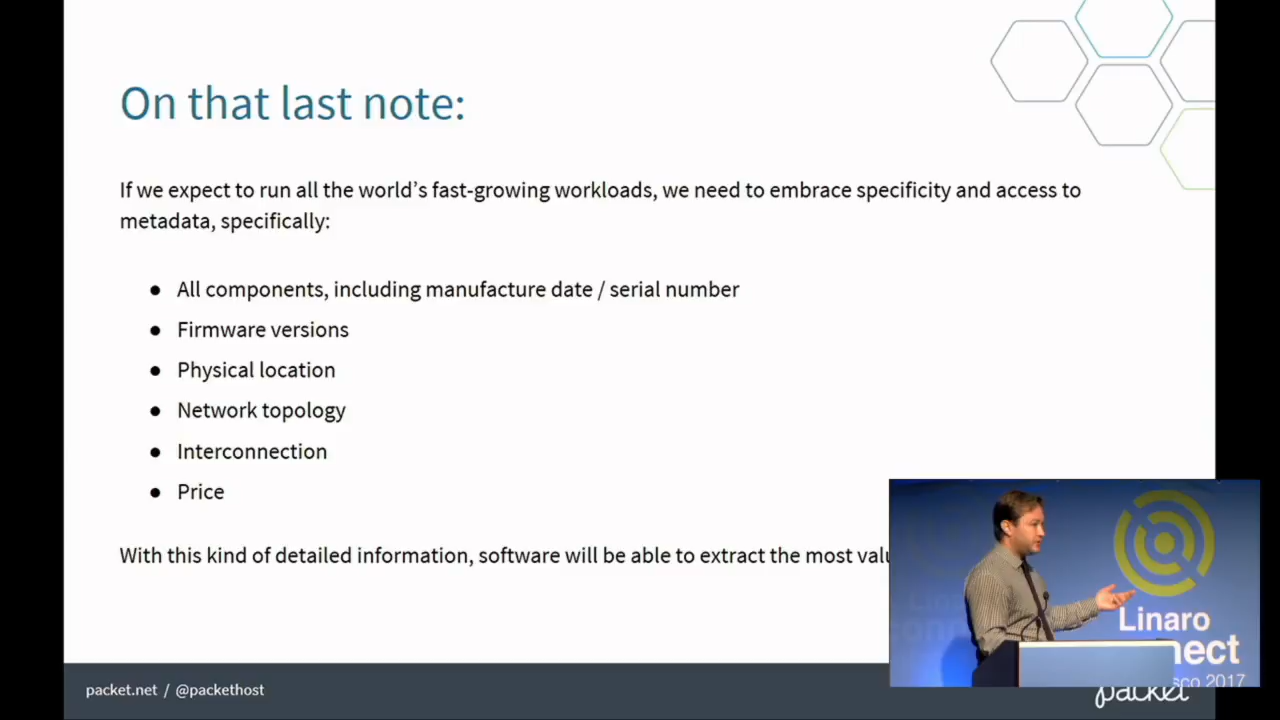 On that last note:
If we expect to run all the world's fast-growing workloads, we need to embrace specificity and access to
metadata, specifically:
● All components, including manufacture date / serial number
● Firmware versions
● Physical location
● Network topology
● Interconnection
● Price
With this kind of detailed information, software will be able to extract the most
Linaro
2017
packet.net / @packethost
packet